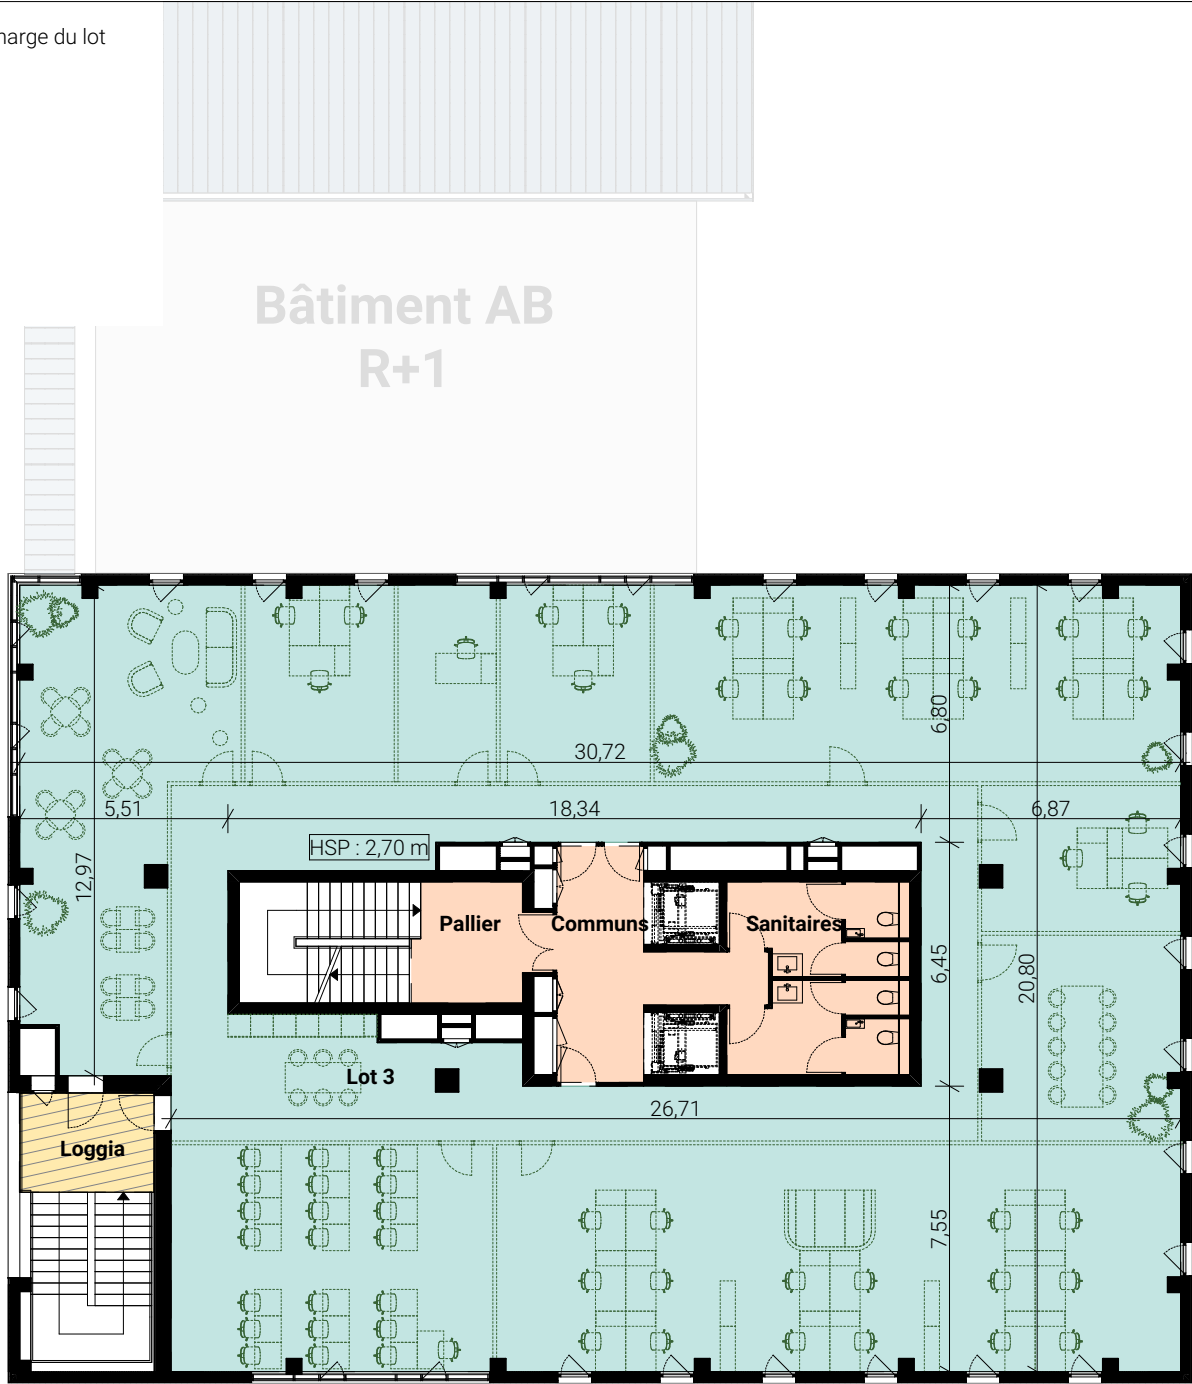 harge du lot
Bâtiment AB
R+1
6,80
30,72
5,51
18,34
6,87
HSP : 2,70 m
12,97
Pallier
Communs
Sanitaires
6,45
20,80
Lot 3
26,71
Loggia
7,55